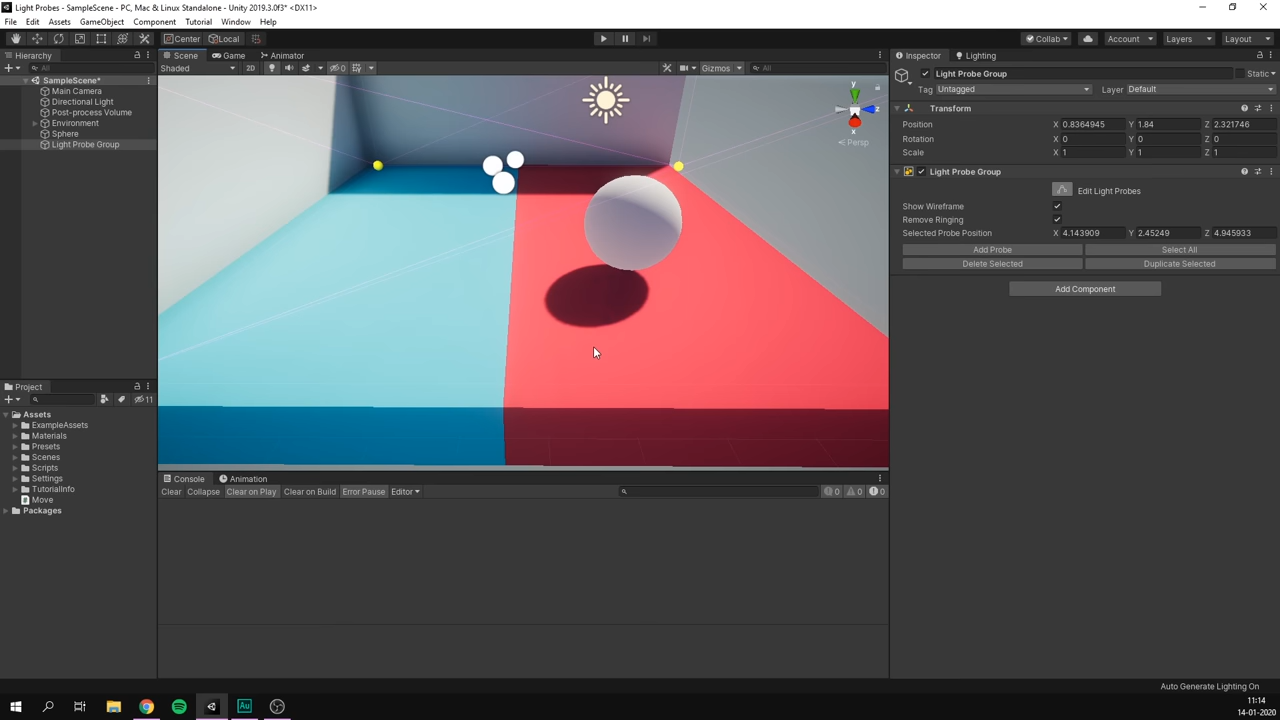 Light Probes - SampleScene - PC, Mac & Linux Standalone - Unity 2019.3.0f3* <DX11>
File Edit Assets GameObject Component Tutorial Window Help
Center Local Collab Account Layers Layout
Hierarchy
All
SampleScene*
Main Camera
Directional Light
Post-process Volume
Environment
Sphere
Light Probe Group
Scene Game Animator
Shaded 2D 0 Gizmos All
y
z
x
Persp
Project
11
Assets
ExampleAssets
Materials
Presets
Scenes
Scripts
Settings
TutorialInfo
Move
Packages
Console Animation
Clear Collapse Clear on Play Clear on Build Error Pause Editor 0 0 0
Inspector Lighting
Light Probe Group Static
Tag Untagged Layer Default
Transform
Position X 0.8364945 Y 1.84 Z 2.321746
Rotation X 0 Y 0 Z 0
Scale X 1 Y 1 Z 1
Light Probe Group
Edit Light Probes
Show Wireframe
Remove Ringing
Selected Probe Position X 4.143909 Y 2.45249 Z 4.945933
Add Probe Select All
Delete Selected Duplicate Selected
Add Component
Auto Generate Lighting On
Au
11:14
14-01-2020